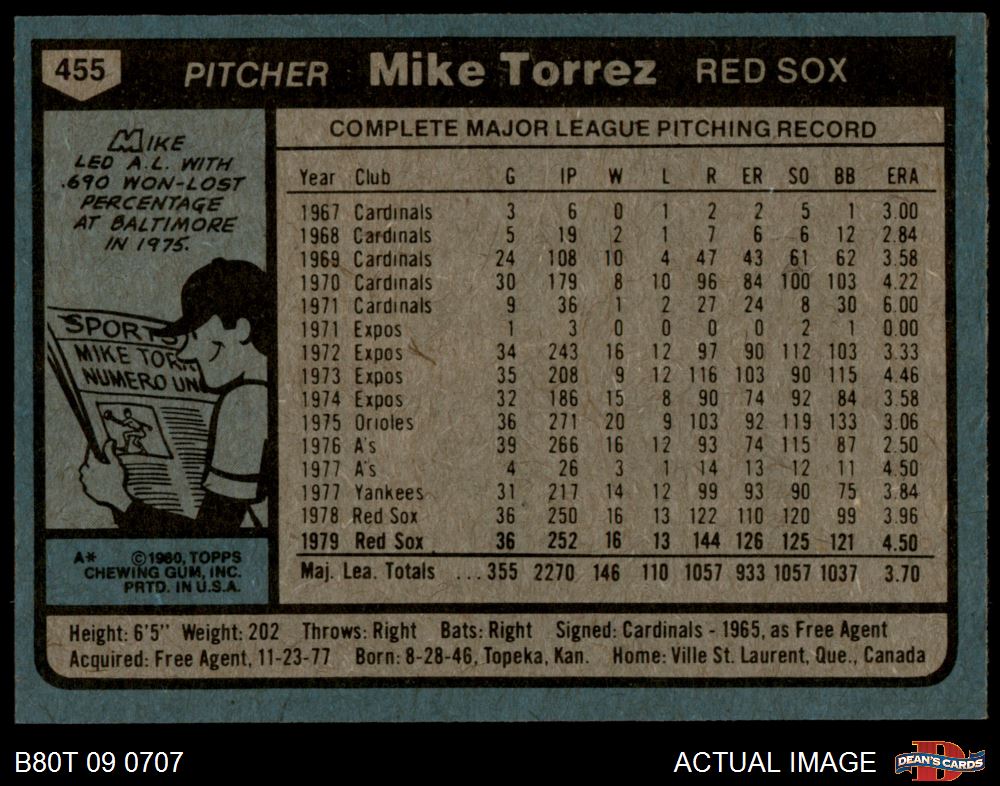 455 PITCHER Mike Torrez RED SOX
MIKE
LED A.L. WITH
.690 WON-LOST
PERCENTAGE
AT BALTIMORE
IN 1975.
SPORTS
MIKE TORR
NUMERO UN
A* ©1980, TOPPS
CHEWING GUM, INC.
PRTD. IN U.S.A.
COMPLETE MAJOR LEAGUE PITCHING RECORD
Year Club G IP W L R ER SO BB ERA
1967 Cardinals 3 6 0 1 2 2 5 1 3.00
1968 Cardinals 5 19 2 1 7 6 6 12 2.84
1969 Cardinals 24 108 10 4 47 43 61 62 3.58
1970 Cardinals 30 179 8 10 96 84 100 103 4.22
1971 Cardinals 9 36 1 2 27 24 8 30 6.00
1971 Expos 1 3 0 0 0 0 2 1 0.00
1972 Expos 34 243 16 12 97 90 112 103 3.33
1973 Expos 35 208 9 12 116 103 90 115 4.46
1974 Expos 32 186 15 8 90 74 92 84 3.58
1975 Orioles 36 271 20 9 103 92 119 133 3.06
1976 A's 39 266 16 12 93 74 115 87 2.50
1977 A's 4 26 3 1 14 13 12 11 4.50
1977 Yankees 31 217 14 12 99 93 90 75 3.84
1978 Red Sox 36 250 16 13 122 110 120 99 3.96
1979 Red Sox 36 252 16 13 144 126 125 121 4.50
Maj. Lea. Totals ... 355 2270 146 110 1057 933 1057 1037 3.70
Height: 6'5" Weight: 202 Throws: Right Bats: Right Signed: Cardinals - 1965, as Free Agent
Acquired: Free Agent, 11-23-77 Born: 8-28-46, Topeka, Kan. Home: Ville St. Laurent, Que., Canada
B80T 09 0707 ACTUAL IMAGE
D
DEAN'S CARDS